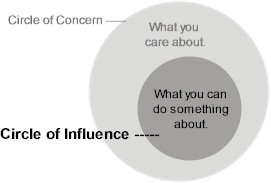 Circle of Concern -----
What you
care about.
What you can
do something
about.
Circle of Influence -----